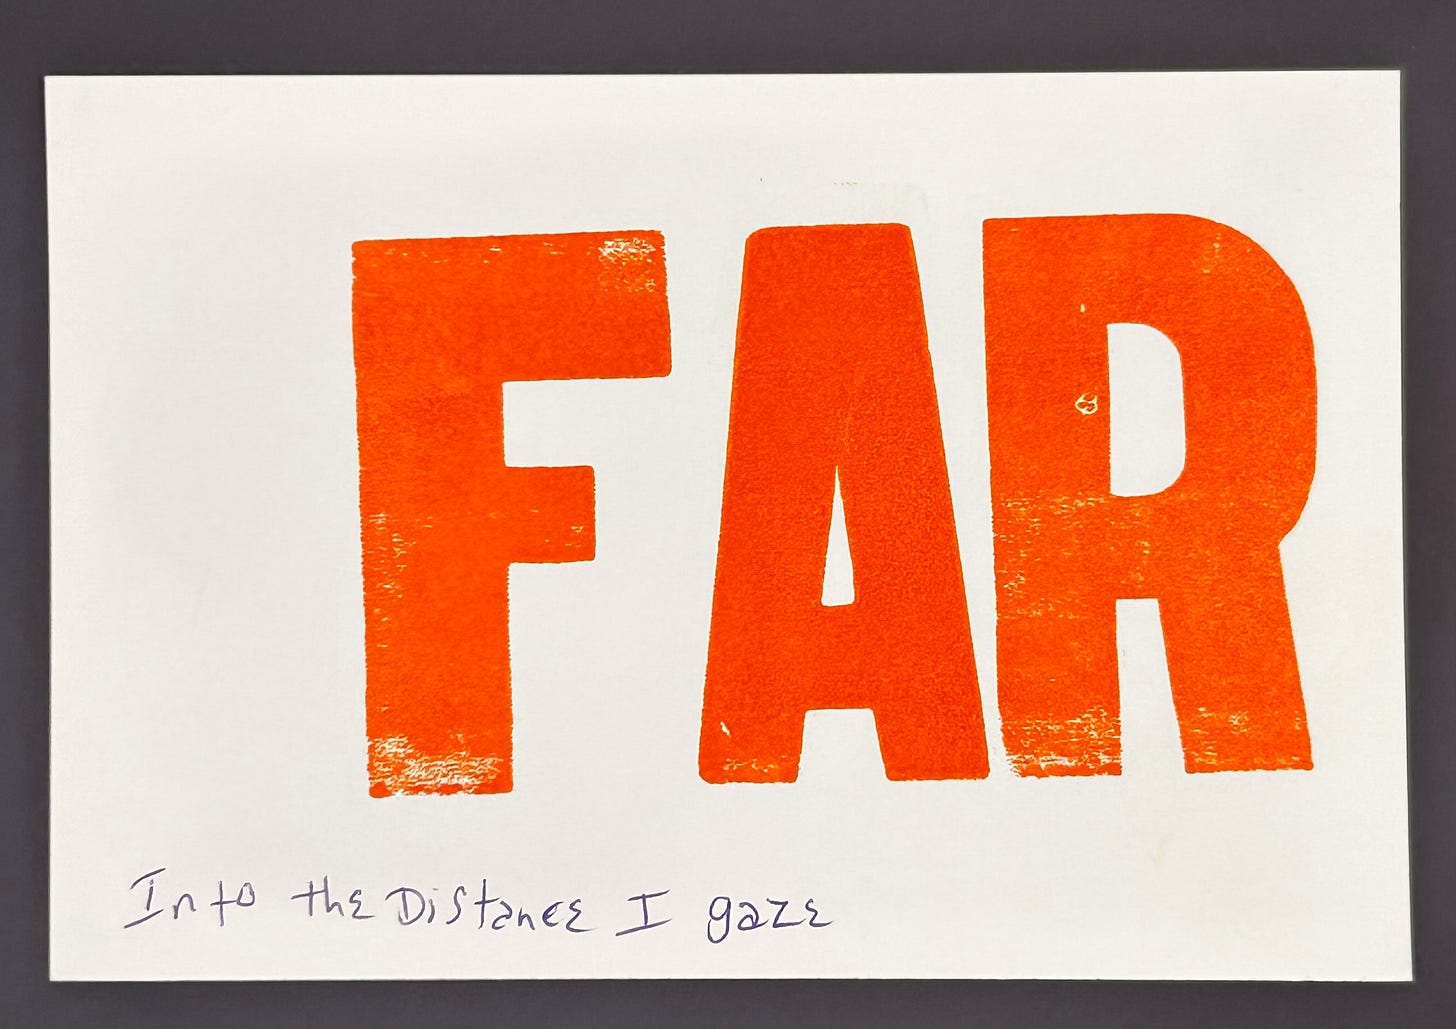 FAR
Into the Distance I gaze